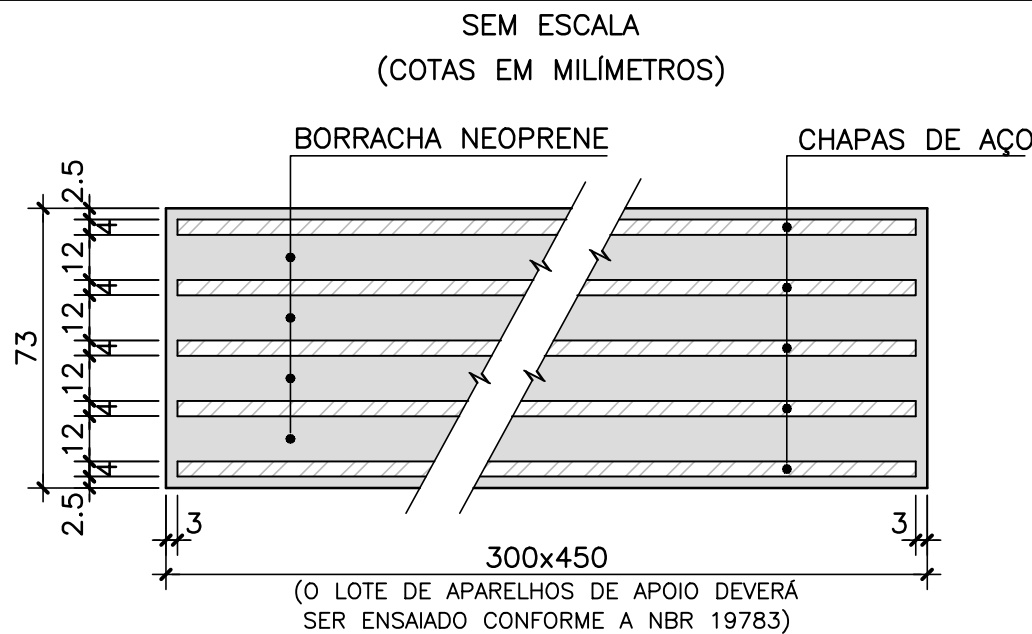 SEM ESCALA
(COTAS EM MILÍMETROS)
BORRACHA NEOPRENE
CHAPAS DE AÇO
2.5
4
12
4
12
4
12
4
12
4
2.5
73
3
3
300x450
(O LOTE DE APARELHOS DE APOIO DEVERÁ
SER ENSAIADO CONFORME A NBR 19783)